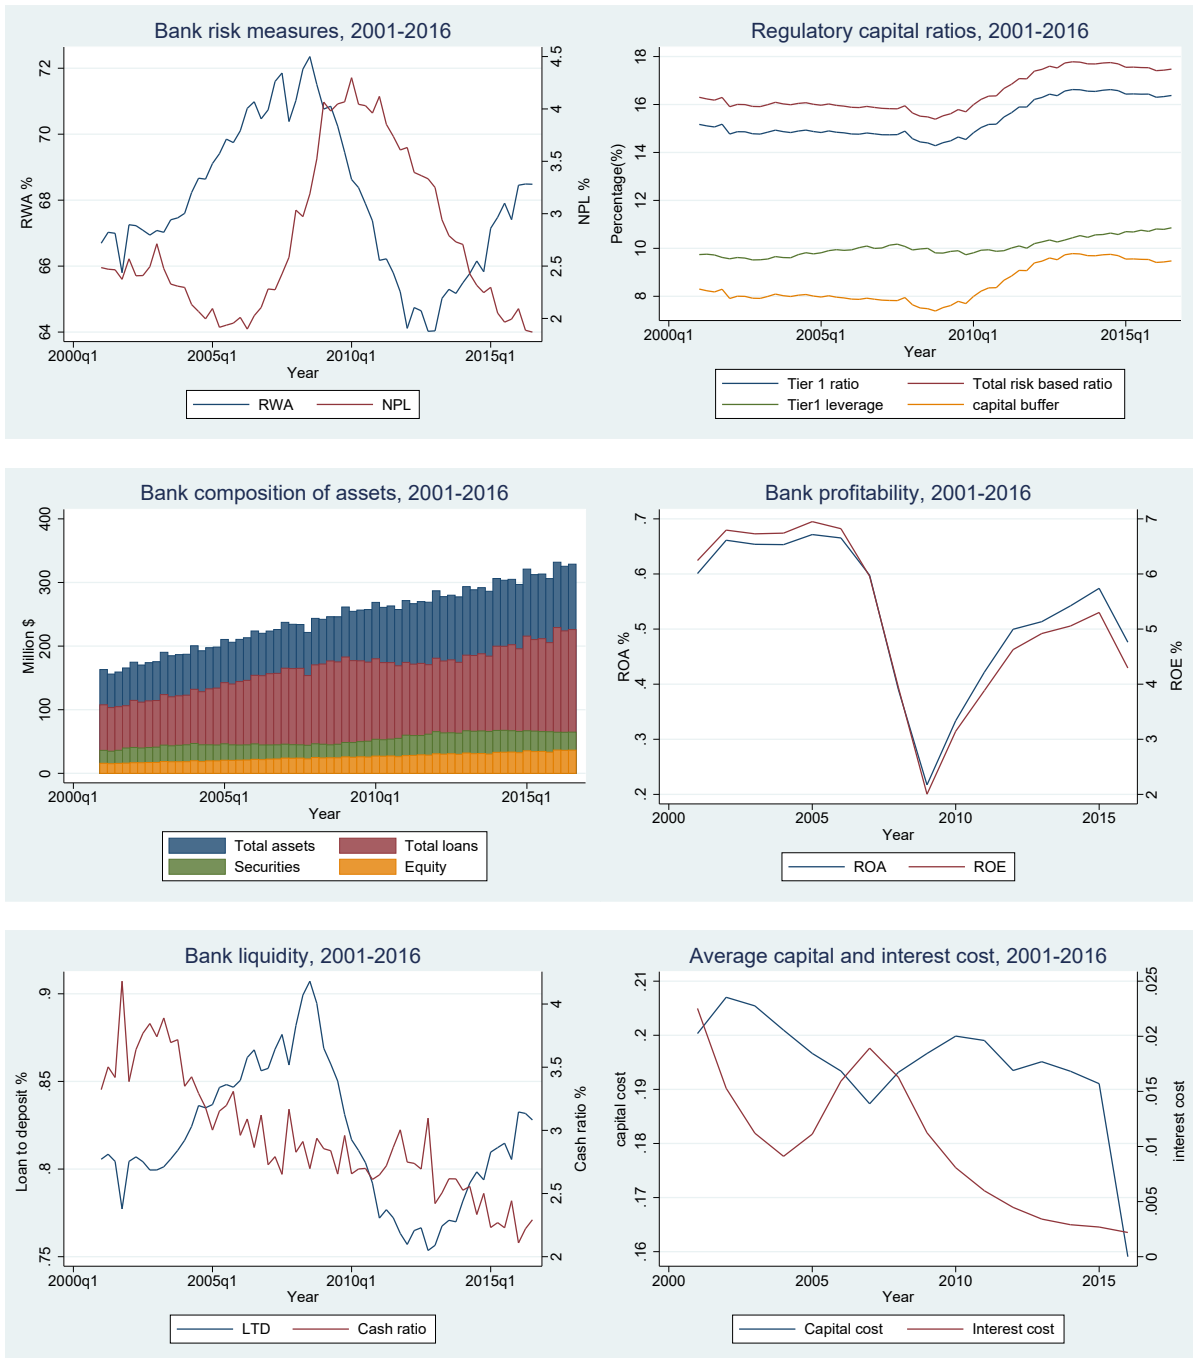 Bank risk measures, 2001-2016
RWA %
64 66 68 70 72
NPL %
2 2.5 3 3.5 4 4.5
2000q1 2005q1 2010q1 2015q1
Year
RWA NPL
Regulatory capital ratios, 2001-2016
Percentage(%)
8 10 12 14 16 18
2000q1 2005q1 2010q1 2015q1
Year
Tier 1 ratio Total risk based ratio
Tier1 leverage capital buffer
Bank composition of assets, 2001-2016
Million $
0 100 200 300 400
2000q1 2005q1 2010q1 2015q1
Year
Total assets Total loans
Securities Equity
Bank profitability, 2001-2016
ROA %
.2 .3 .4 .5 .6 .7
ROE %
2 3 4 5 6 7
2000 2005 2010 2015
Year
ROA ROE
Bank liquidity, 2001-2016
Loan to deposit %
.75 .8 .85 .9
Cash ratio %
2 2.5 3 3.5 4
2000q1 2005q1 2010q1 2015q1
Year
LTD Cash ratio
Average capital and interest cost, 2001-2016
capital cost
.16 .17 .18 .19 .2 .21
interest cost
0 .005 .01 .015 .020 .025
2000 2005 2010 2015
Year
Capital cost Interest cost